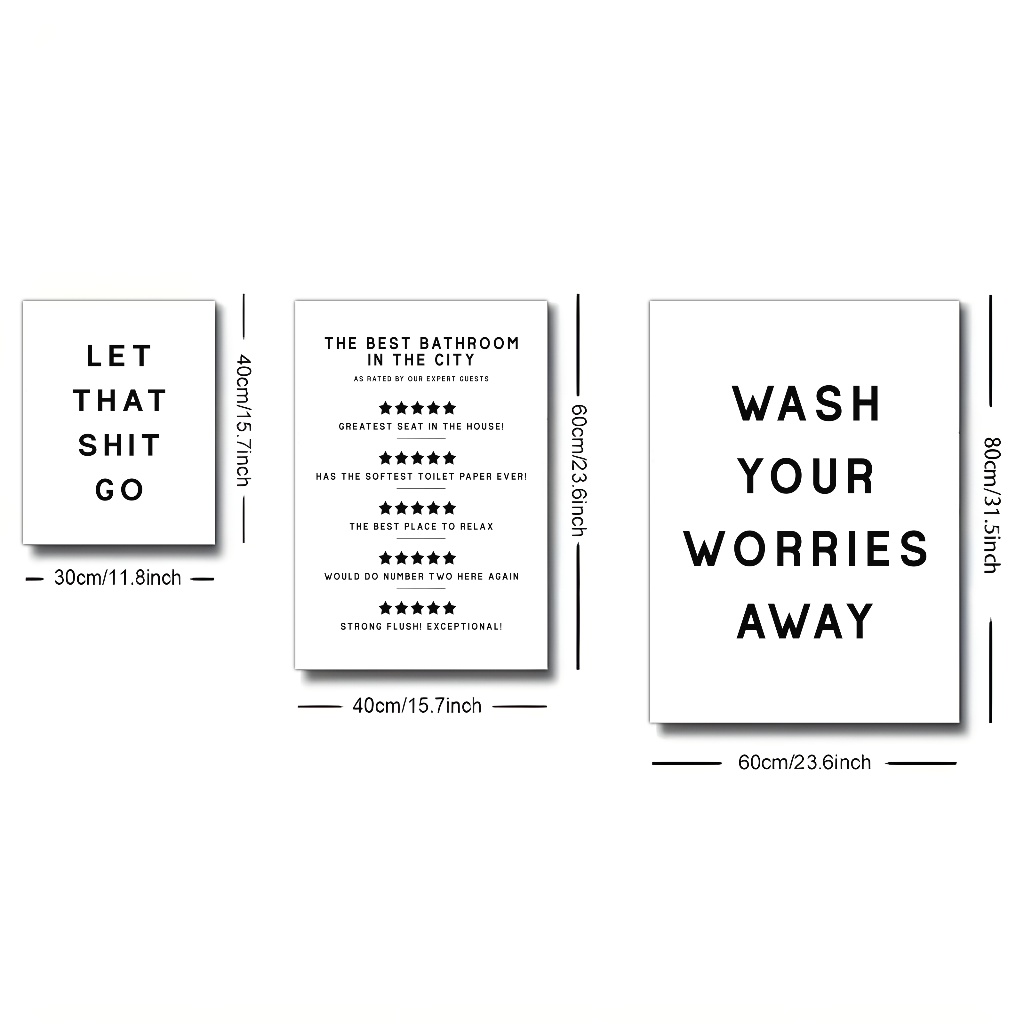 LET
THAT
SHIT
GO
40cm/15.7inch
30cm/11.8inch
THE BEST BATHROOM
IN THE CITY
AS RATED BY OUR EXPERT GUESTS
★★★★★
GREATEST SEAT IN THE HOUSE!
★★★★★
HAS THE SOFTEST TOILET PAPER EVER!
★★★★★
THE BEST PLACE TO RELAX
★★★★★
WOULD DO NUMBER TWO HERE AGAIN
★★★★★
STRONG FLUSH! EXCEPTIONAL!
60cm/23.6inch
40cm/15.7inch
WASH
YOUR
WORRIES
AWAY
80cm/31.5inch
60cm/23.6inch